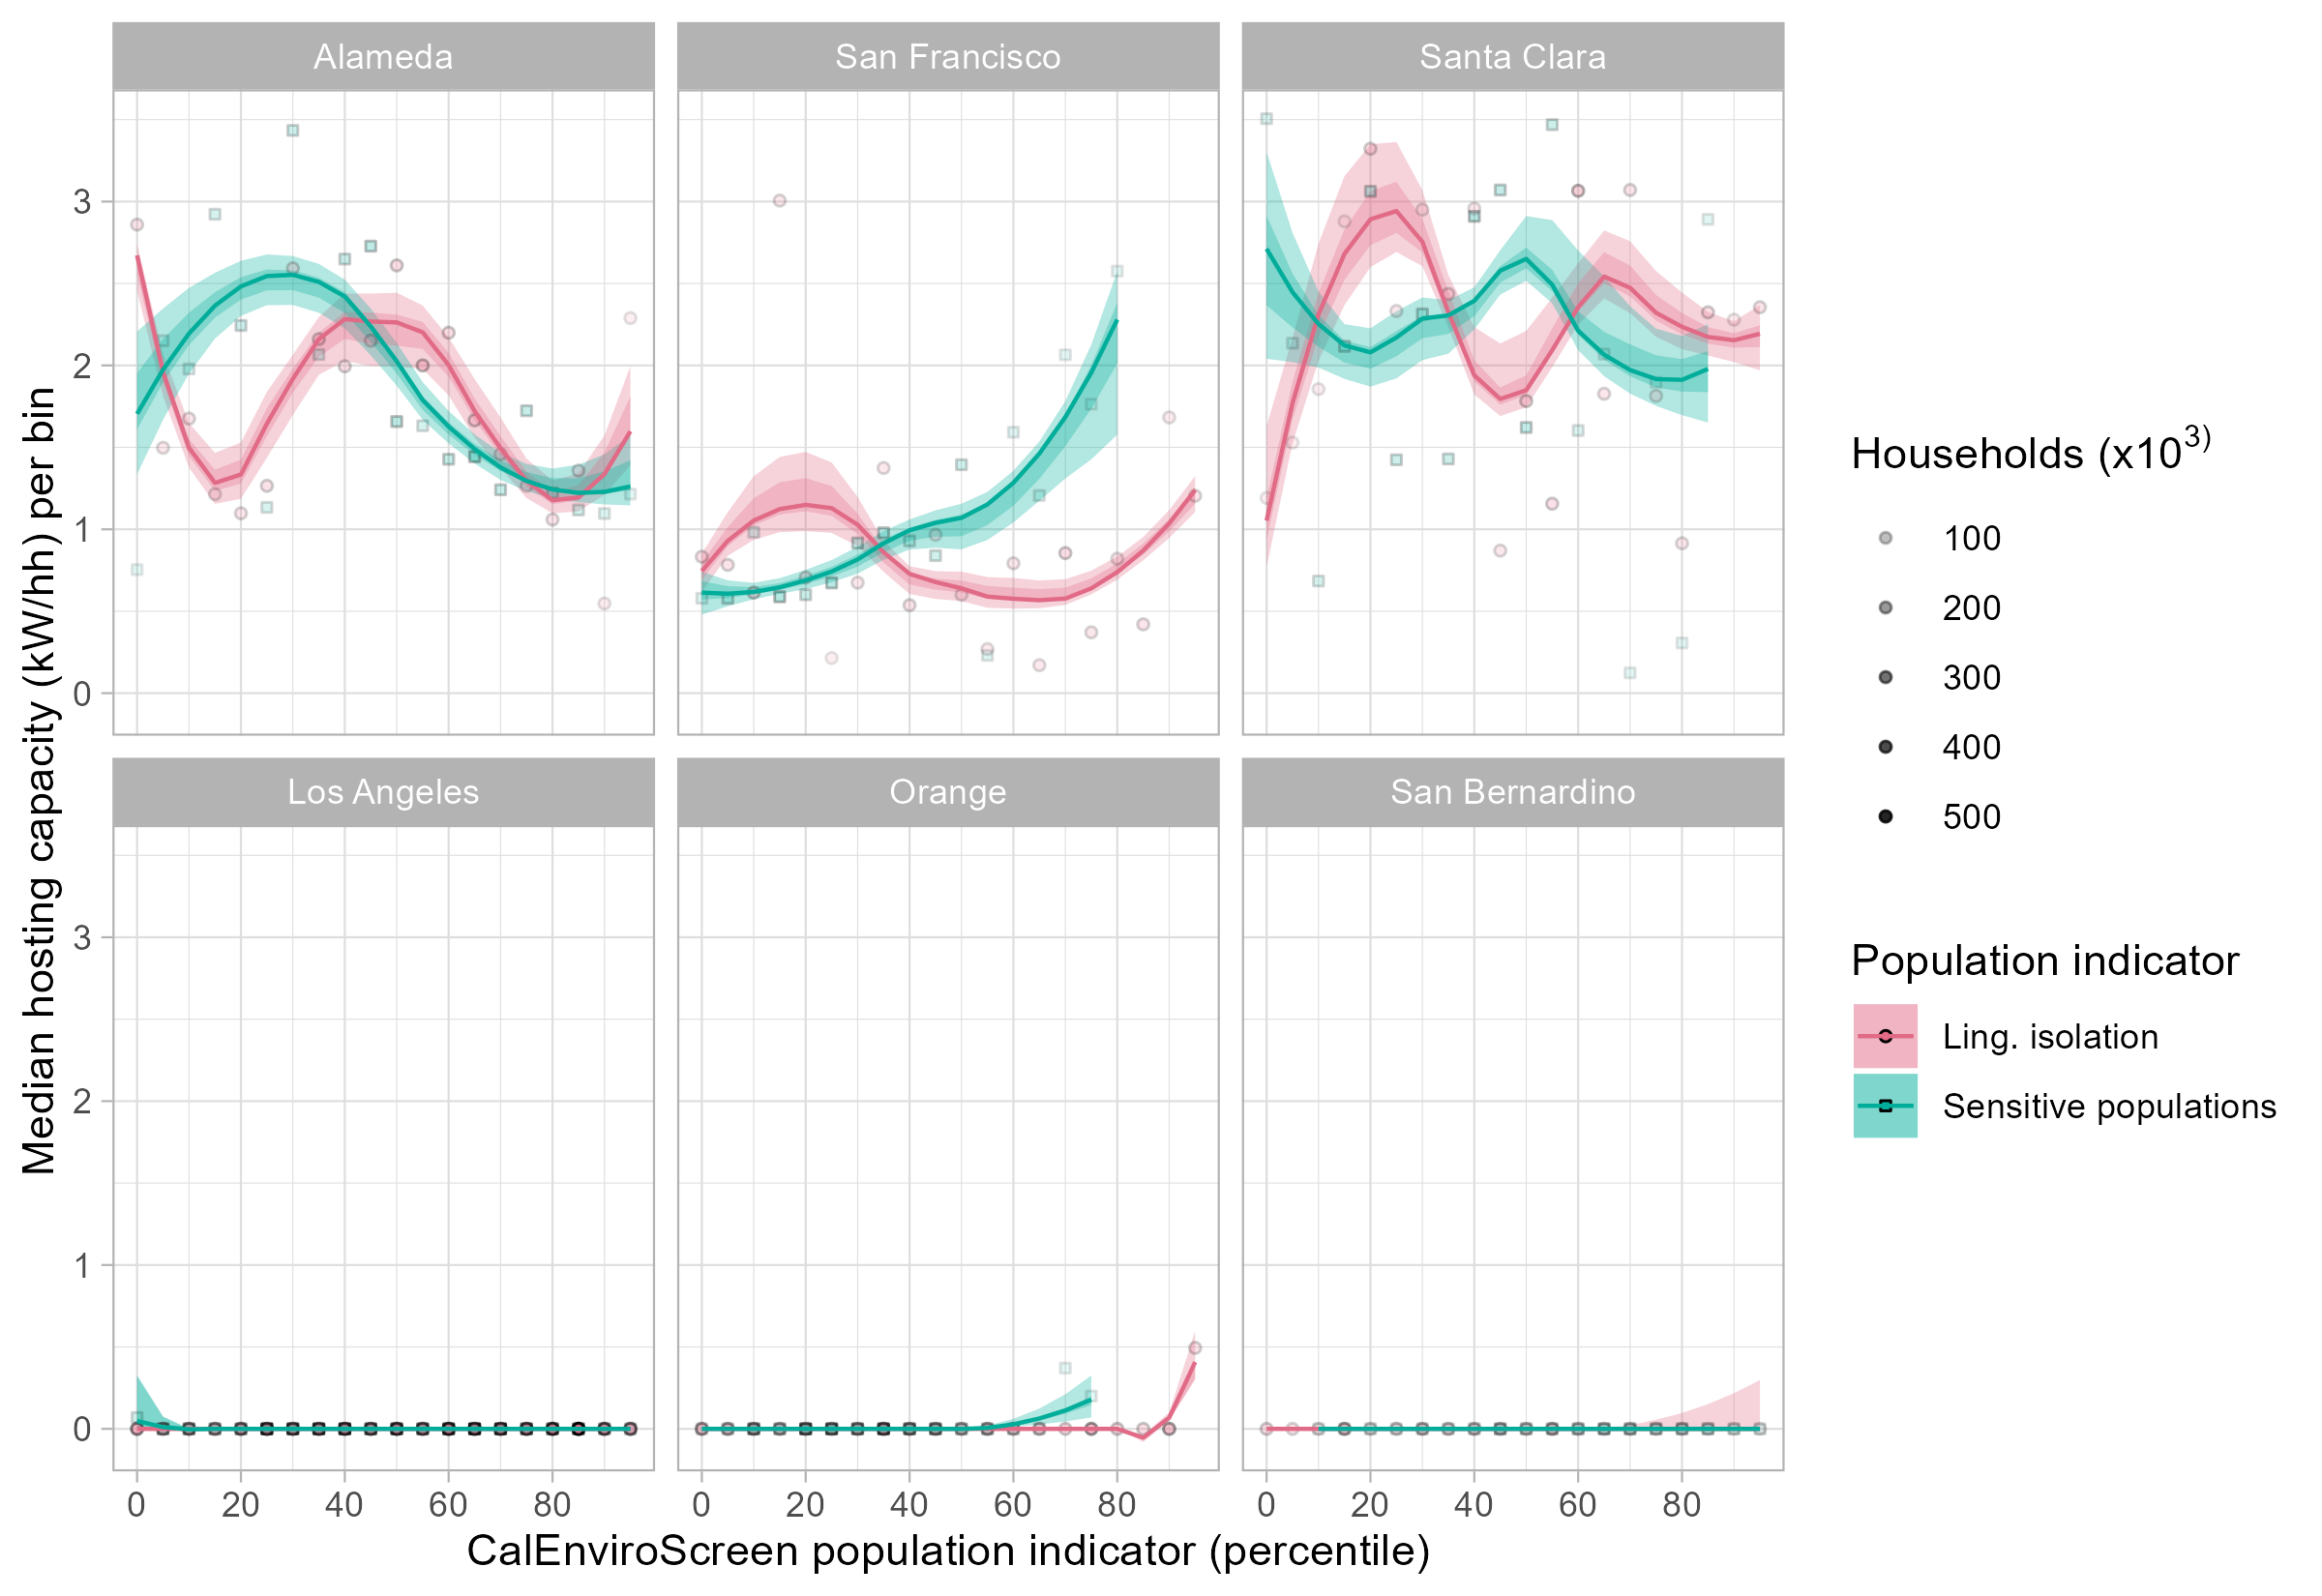 Alameda
San Francisco
Santa Clara
3
2
1
0
Los Angeles
Orange
San Bernardino
3
2
1
0
0 20 40 60 80
0 20 40 60 80
0 20 40 60 80
Median hosting capacity (kW/hh) per bin
CalEnviroScreen population indicator (percentile)
Households (x10^3)
100
200
300
400
500
Population indicator
Ling. isolation
Sensitive populations